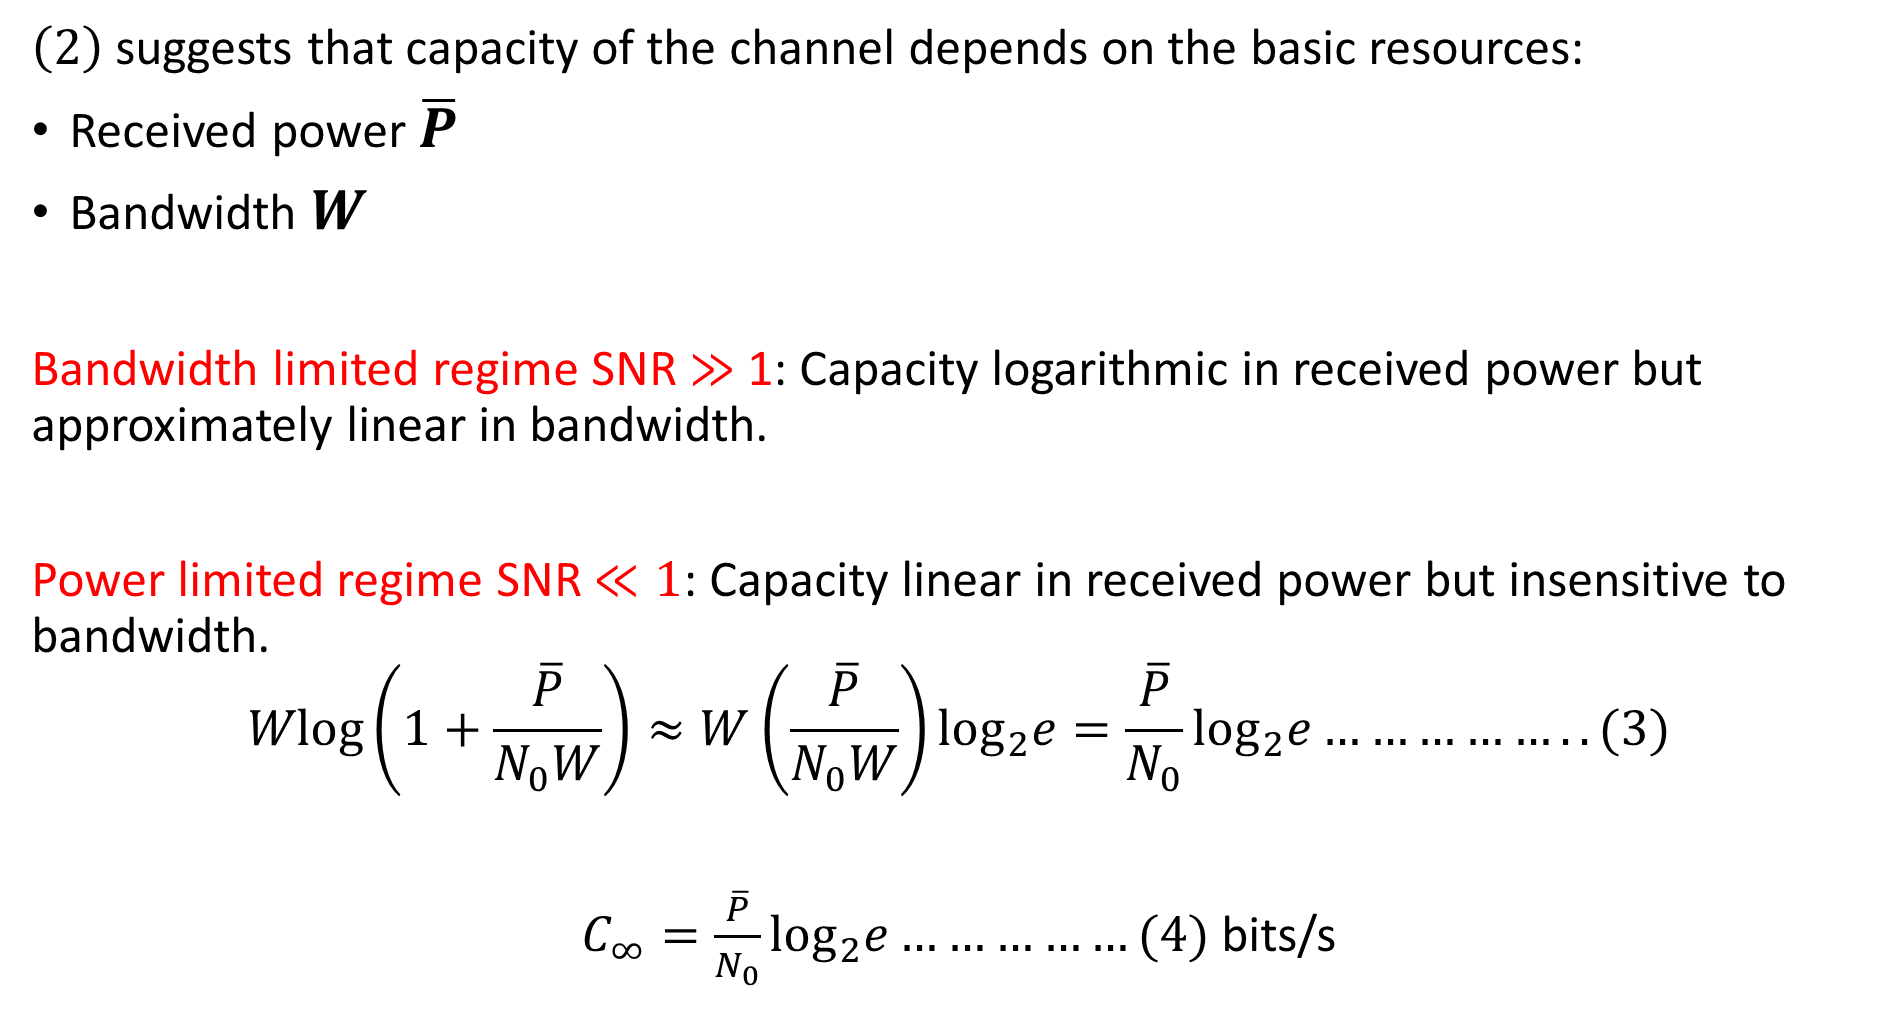 (2) suggests that capacity of the channel depends on the basic resources:
• Received power P̅
• Bandwidth W
Bandwidth limited regime SNR ≫ 1: Capacity logarithmic in received power but
approximately linear in bandwidth.
Power limited regime SNR ≪ 1: Capacity linear in received power but insensitive to
bandwidth.
Wlog(1 + P̅/(N₀W)) ≈ W(P̅/(N₀W))log₂e = P̅/N₀ log₂e … … … … … . . (3)
C∞ = P̅/N₀ log₂e … … … … … (4) bits/s